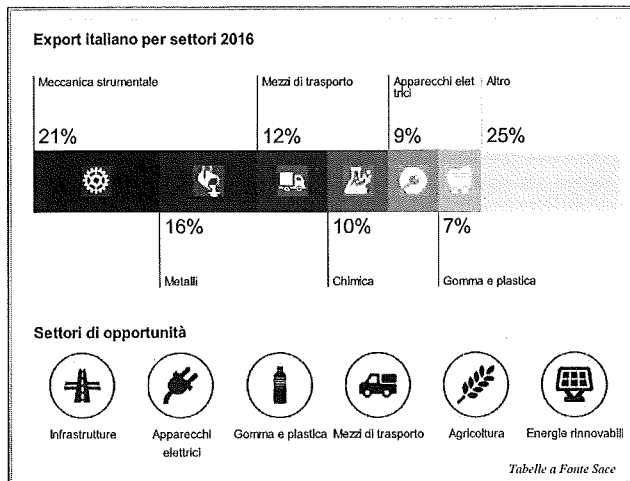 Export italiano per settori 2016
Meccanica strumentale
Mezzi di trasporto
Apparecchi elet
trici
Altro
21%
12%
9%
25%
16%
10%
7%
Metalli
Chimica
Gomma e plastica
Settori di opportunità
Infrastrutture
Apparecchi
elettrici
Gomma e plastica
Mezzi di trasporto
Agricoltura
Energie rinnovabili
Tabelle a Fonte Sace